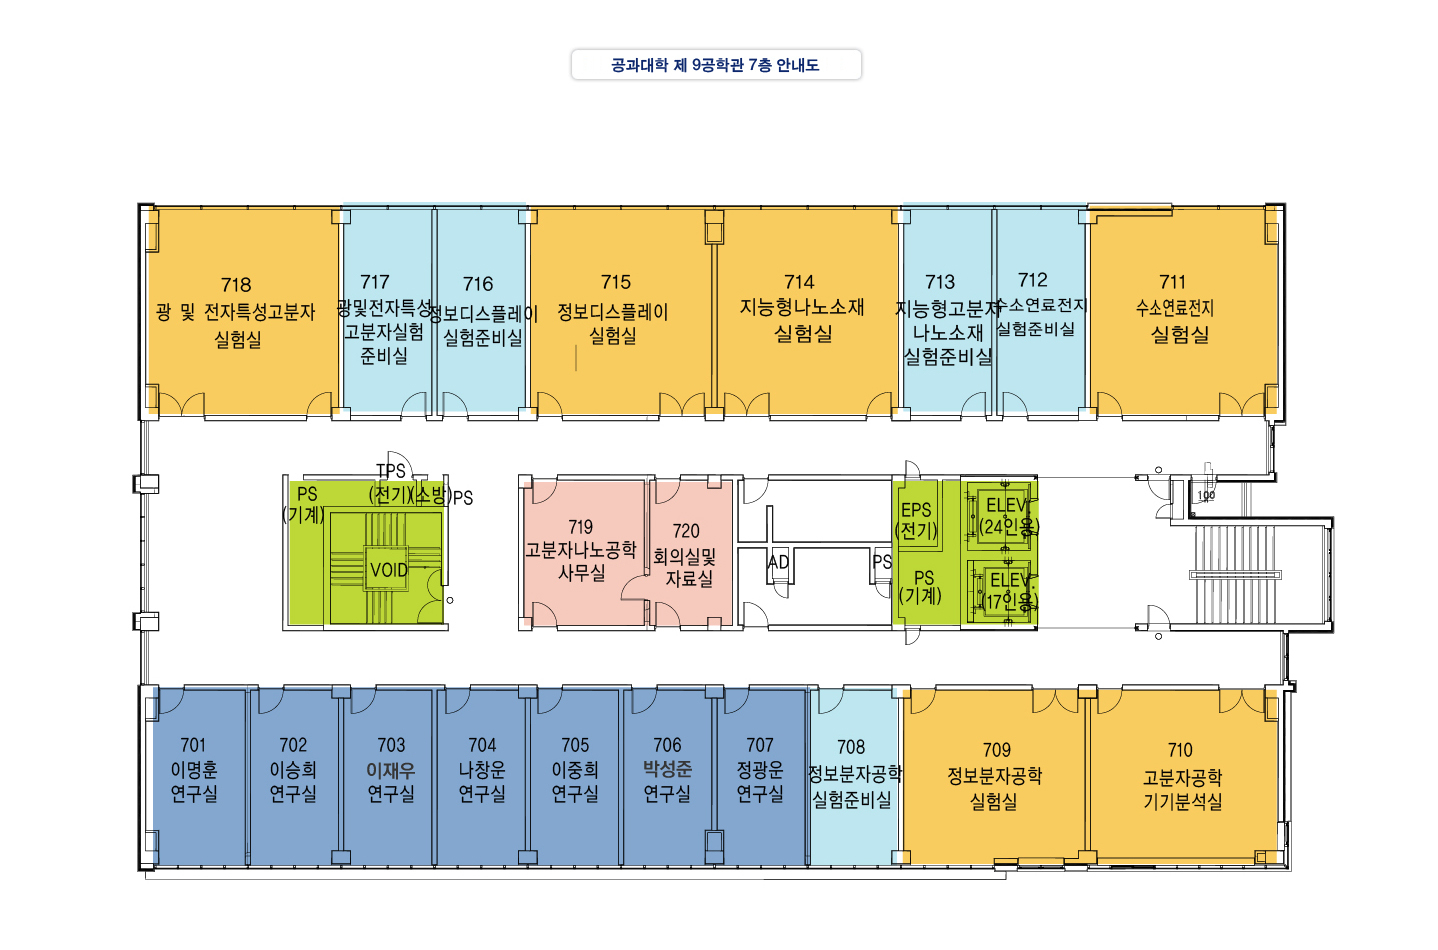 공과대학 제 9공학관 7층 안내도
718
광 및 전자특성고분자
실험실
717
광및전자특성
고분자실험
준비실
716
정보디스플레이
실험준비실
715
정보디스플레이
실험실
714
지능형나노소재
실험실
713
지능형고분자
나노소재
실험준비실
712
수소연료전지
실험준비실
711
수소연료전지
실험실
TPS
(전기)(소방)
PS
PS
(기계)
VOID
719
고분자나노공학
사무실
720
회의실및
자료실
AD
PS
EPS
(전기)
PS
(기계)
ELEV.
(24인용)
ELEV.
(17인용)
100
701
이명훈
연구실
702
이승희
연구실
703
이재우
연구실
704
나창운
연구실
705
이중희
연구실
706
박성준
연구실
707
정광운
연구실
708
정보분자공학
실험준비실
709
정보분자공학
실험실
710
고분자공학
기기분석실